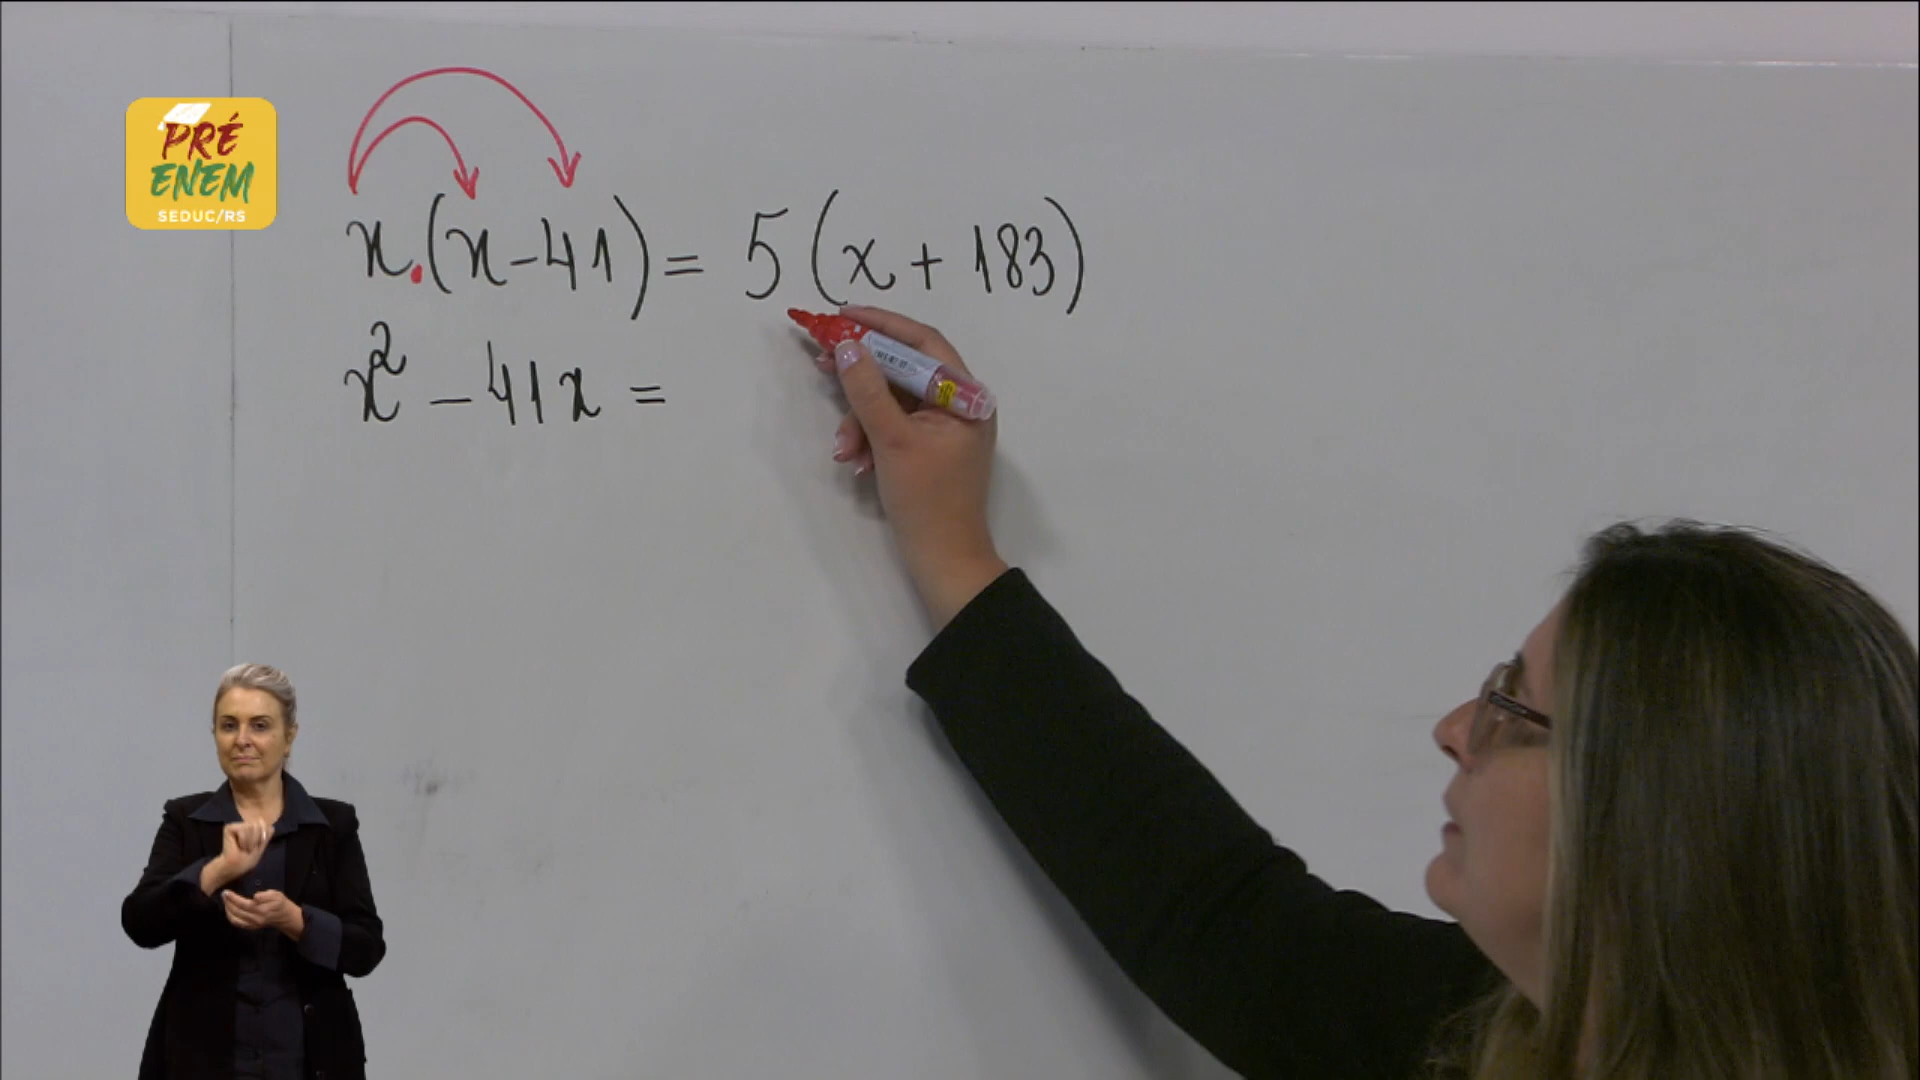 PRÉ
ENEM
SEDUC/RS
x.(x-41)= 5(x+183)
x² - 41x =